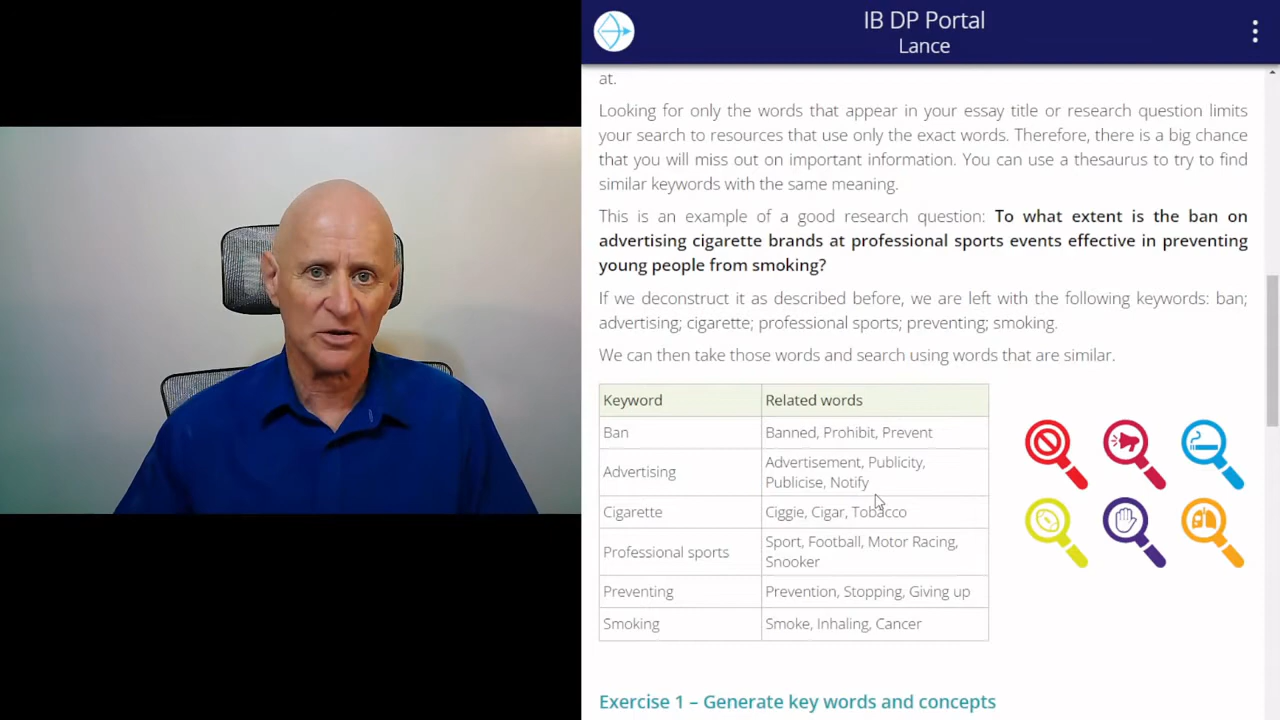 IB DP Portal
Lance
at.
Looking for only the words that appear in your essay title or research question limits
your search to resources that use only the exact words. Therefore, there is a big chance
that you will miss out on important information. You can use a thesaurus to try to find
similar keywords with the same meaning.
This is an example of a good research question: To what extent is the ban on
advertising cigarette brands at professional sports events effective in preventing
young people from smoking?
If we deconstruct it as described before, we are left with the following keywords: ban;
advertising; cigarette; professional sports; preventing; smoking.
We can then take those words and search using words that are similar.
Keyword Related words
Ban Banned, Prohibit, Prevent
Advertising Advertisement, Publicity,
Publicise, Notify
Cigarette Ciggie, Cigar, Tobacco
Professional sports Sport, Football, Motor Racing,
Snooker
Preventing Prevention, Stopping, Giving up
Smoking Smoke, Inhaling, Cancer
Exercise 1 – Generate key words and concepts